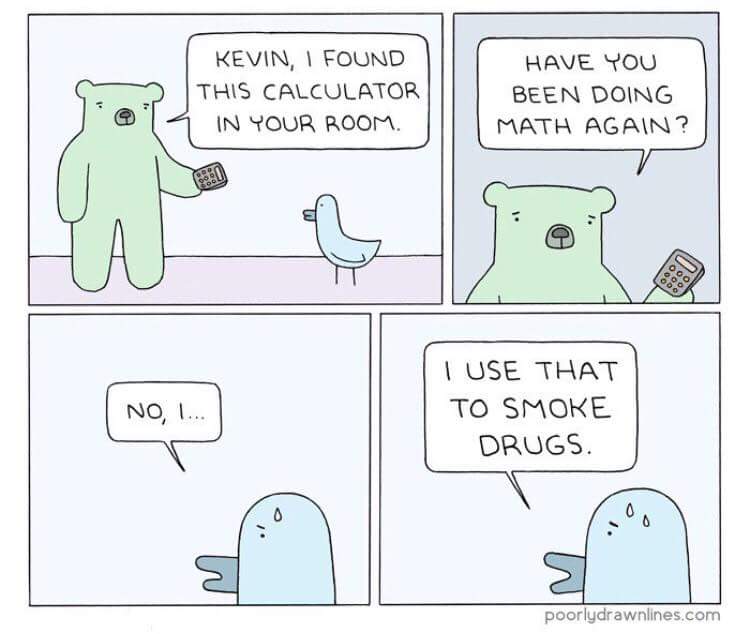 KEVIN, I FOUND
THIS CALCULATOR
IN YOUR ROOM.
HAVE YOU
BEEN DOING
MATH AGAIN?
NO, I...
I USE THAT
TO SMOKE
DRUGS.
poorlydrawnlines.com